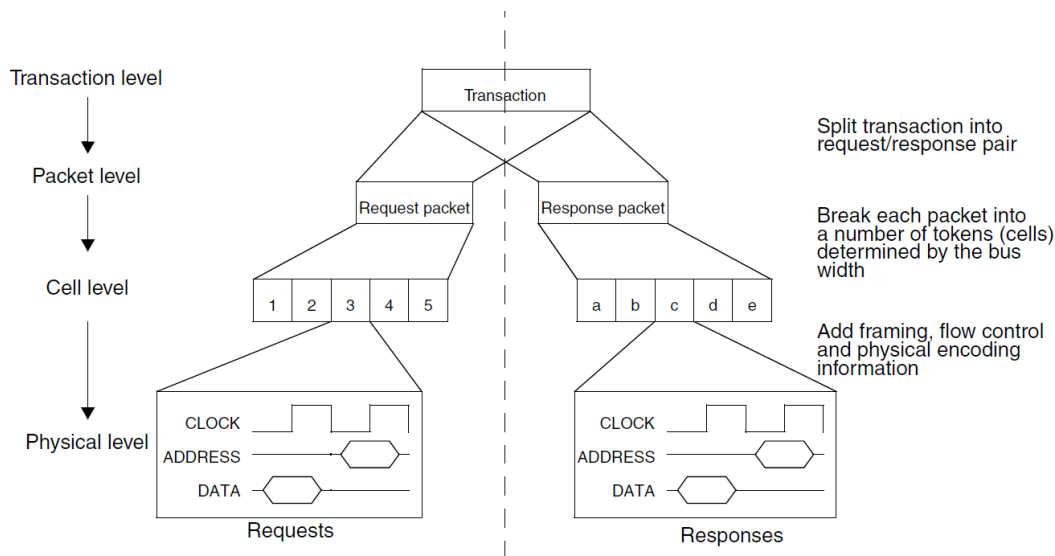 Transaction level
Packet level
Cell level
Physical level
Transaction
Request packet
Response packet
1 2 3 4 5
a b c d e
CLOCK
ADDRESS
DATA
Requests
CLOCK
ADDRESS
DATA
Responses
Split transaction into
request/response pair
Break each packet into
a number of tokens (cells)
determined by the bus
width
Add framing, flow control
and physical encoding
information